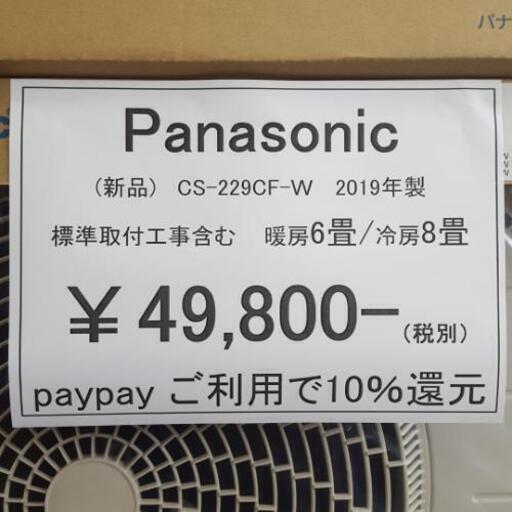 パナ
Panasonic
（新品） CS-229CF-W 2019年製
標準取付工事含む 暖房6畳/冷房8畳
￥49,800-（税別）
paypay ご利用で10%還元